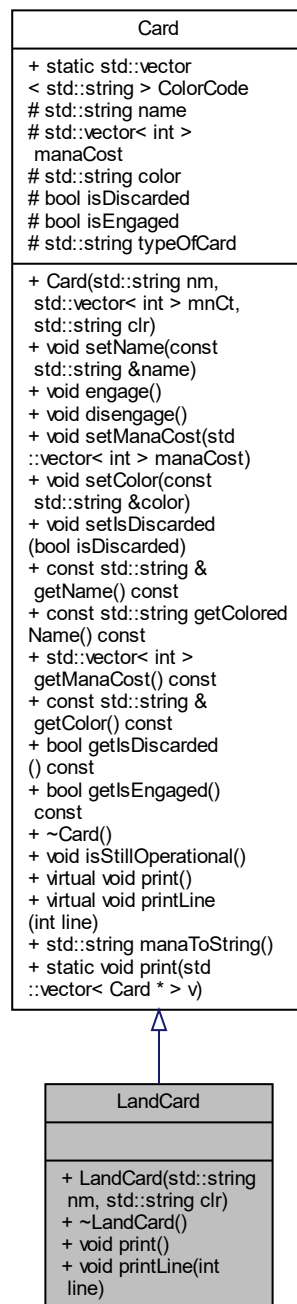 Card
+ static std::vector
< std::string > ColorCode
# std::string name
# std::vector< int >
manaCost
# std::string color
# bool isDiscarded
# bool isEngaged
# std::string typeOfCard
+ Card(std::string nm,
std::vector< int > mnCt,
std::string clr)
+ void setName(const
std::string &name)
+ void engage()
+ void disengage()
+ void setManaCost(std
::vector< int > manaCost)
+ void setColor(const
std::string &color)
+ void setIsDiscarded
(bool isDiscarded)
+ const std::string &
getName() const
+ const std::string getColored
Name() const
+ std::vector< int >
getManaCost() const
+ const std::string &
getColor() const
+ bool getIsDiscarded
() const
+ bool getIsEngaged()
const
+ ~Card()
+ void isStillOperational()
+ virtual void print()
+ virtual void printLine
(int line)
+ std::string manaToString()
+ static void print(std
::vector< Card * > v)
LandCard
+ LandCard(std::string
nm, std::string clr)
+ ~LandCard()
+ void print()
+ void printLine(int
line)